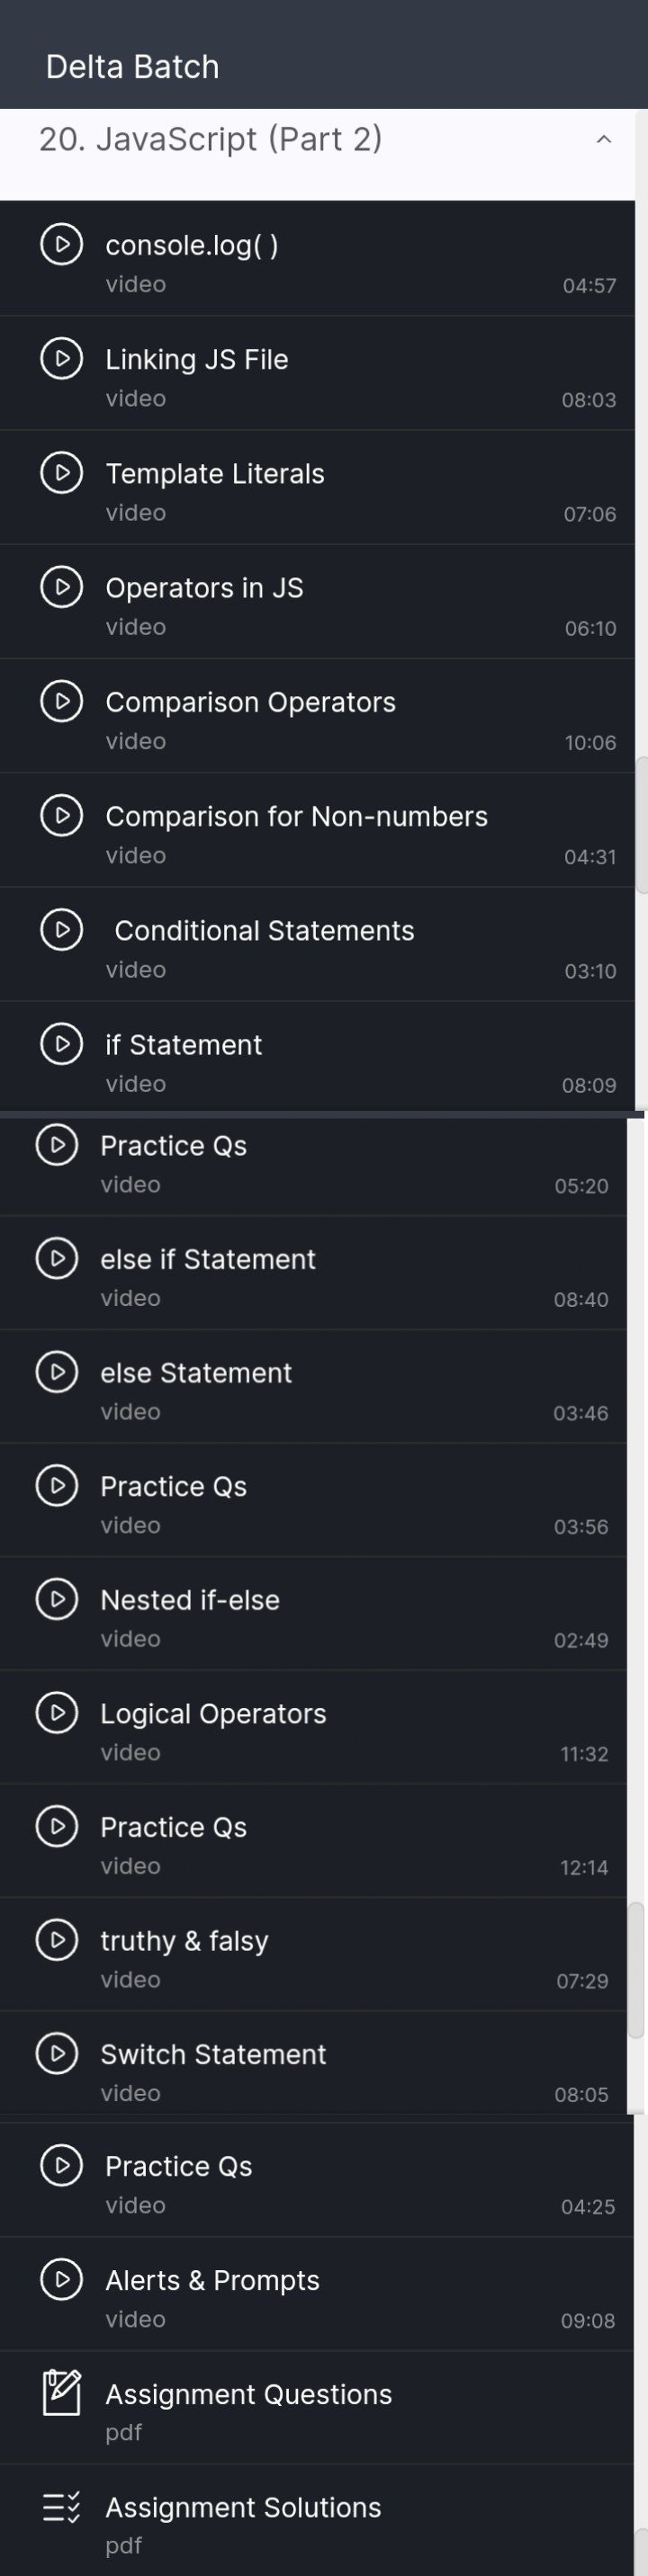 Delta Batch
20. JavaScript (Part 2)
console.log( )
video
04:57
Linking JS File
video
08:03
Template Literals
video
07:06
Operators in JS
video
06:10
Comparison Operators
video
10:06
Comparison for Non-numbers
video
04:31
Conditional Statements
video
03:10
if Statement
video
08:09
Practice Qs
video
05:20
else if Statement
video
08:40
else Statement
video
03:46
Practice Qs
video
03:56
Nested if-else
video
02:49
Logical Operators
video
11:32
Practice Qs
video
12:14
truthy & falsy
video
07:29
Switch Statement
video
08:05
Practice Qs
video
04:25
Alerts & Prompts
video
09:08
Assignment Questions
pdf
Assignment Solutions
pdf